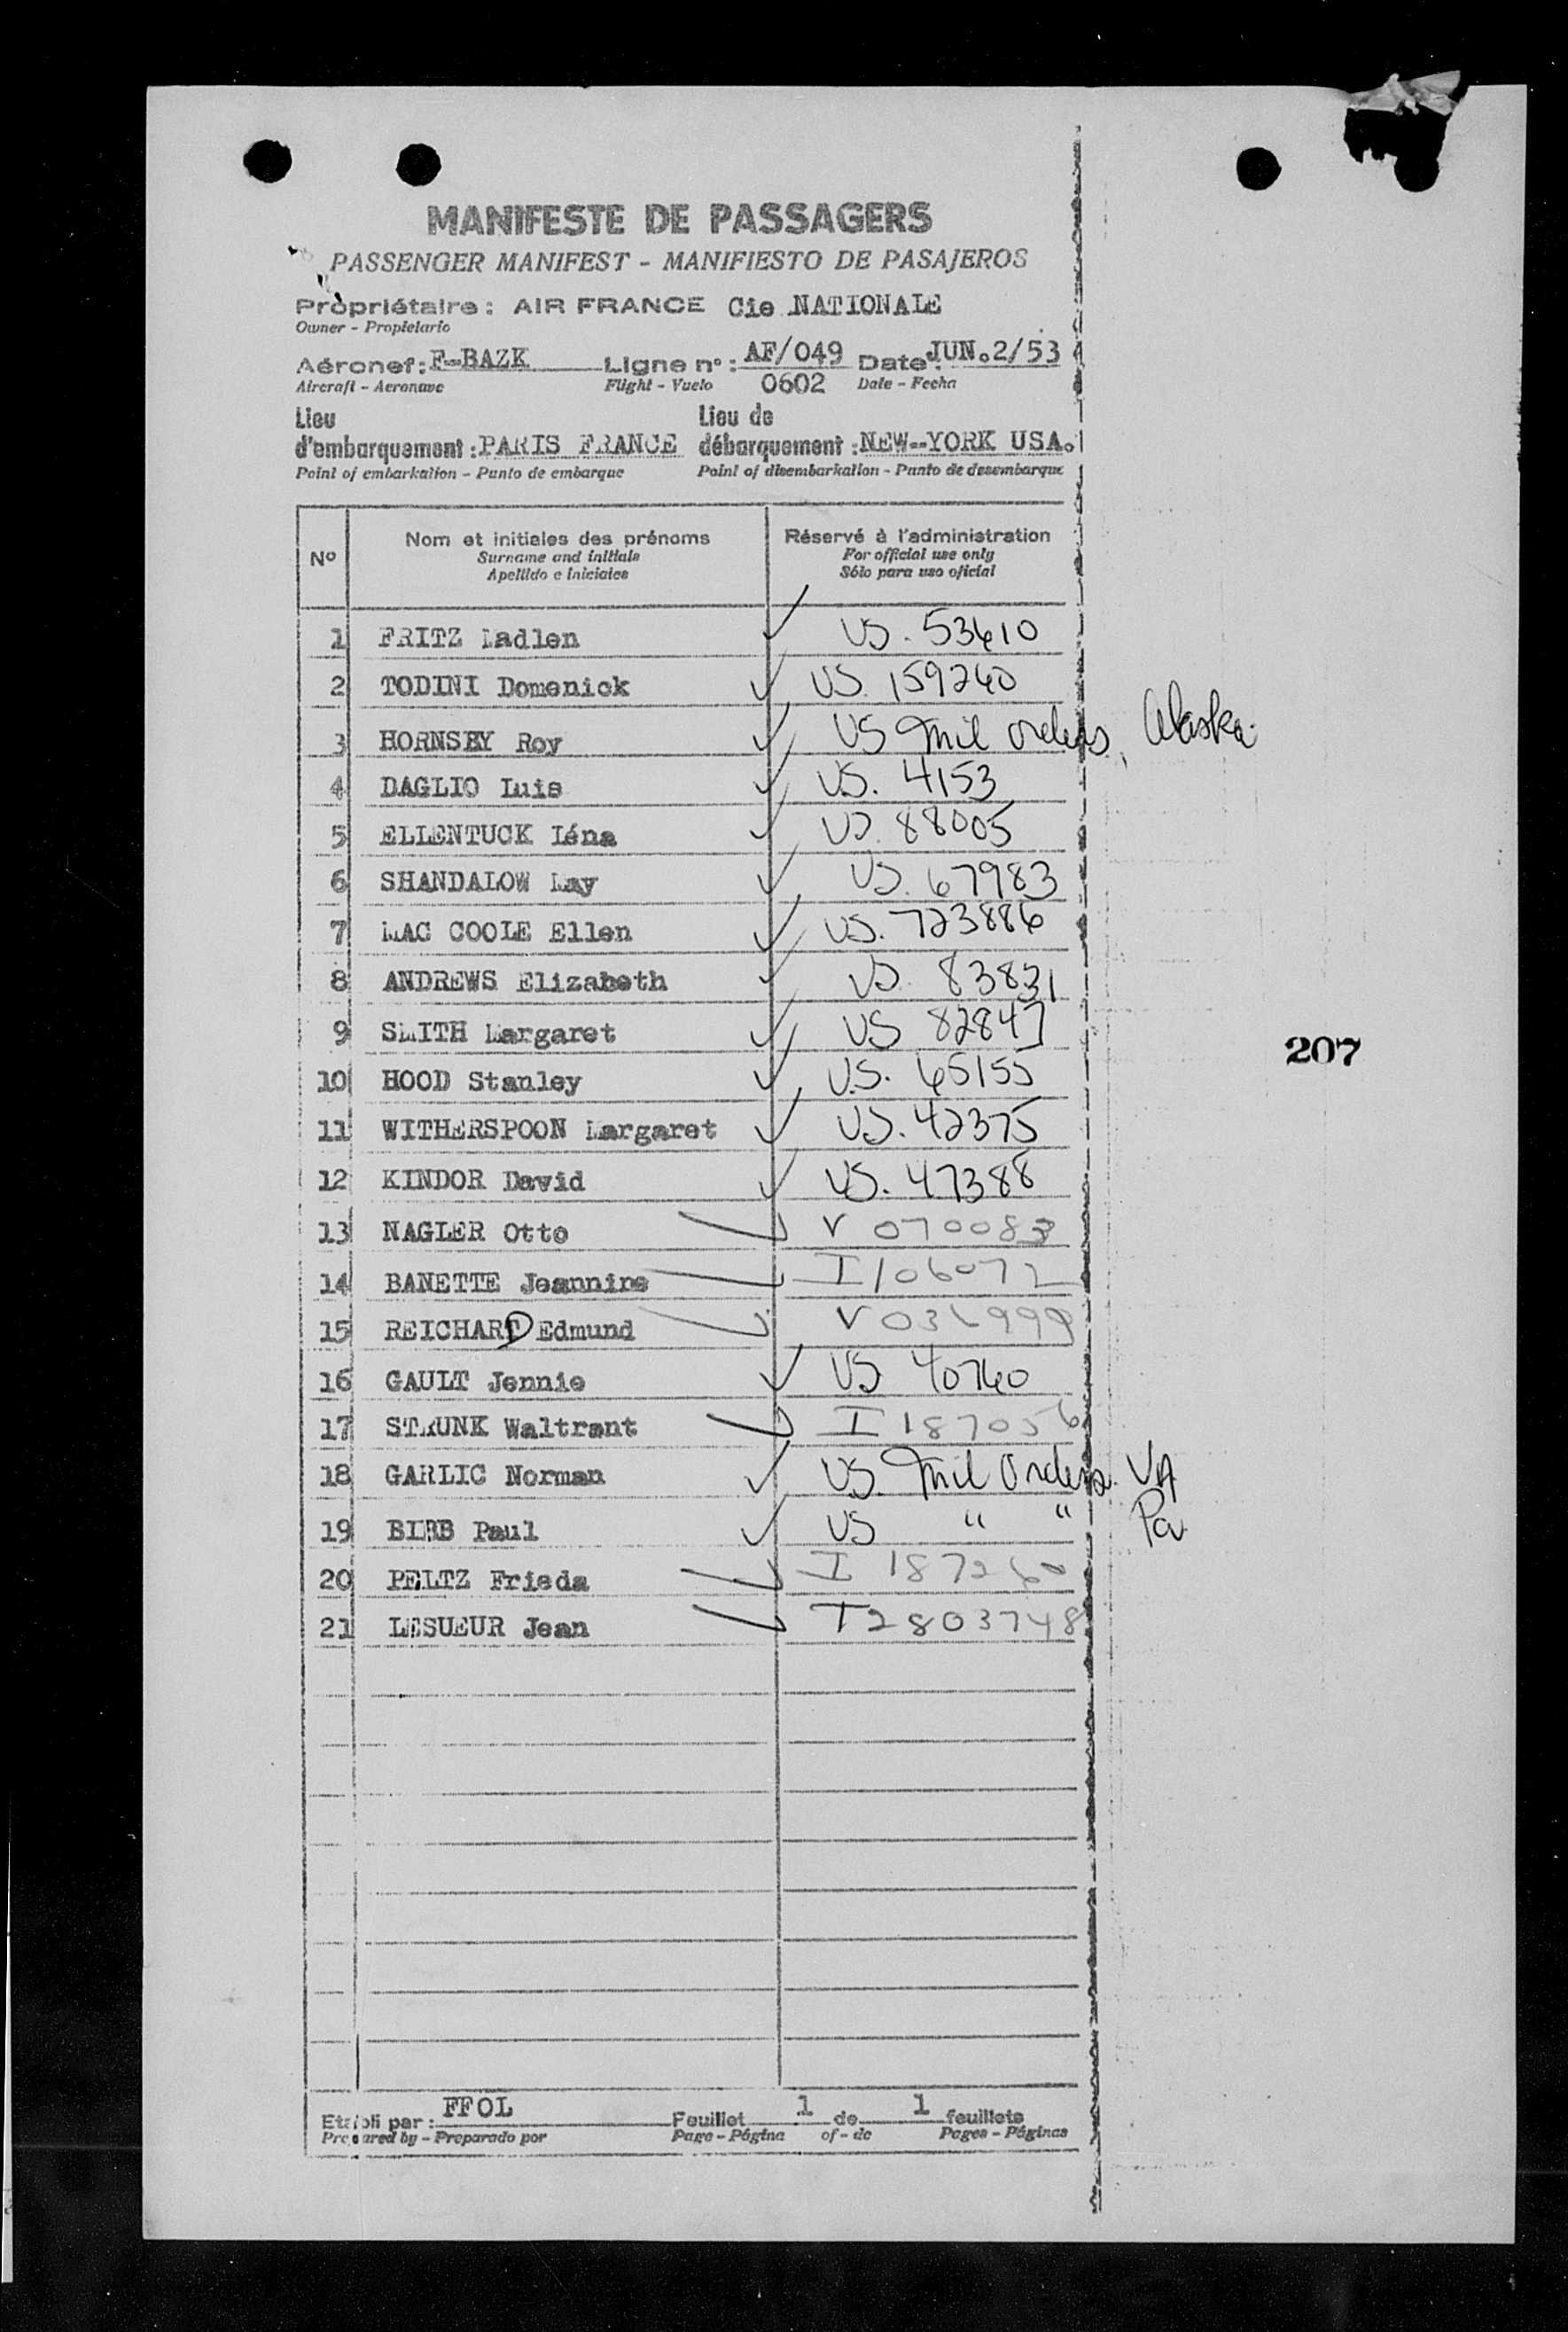 MANIFESTE DE PASSAGERS
PASSENGER MANIFEST - MANIFIESTO DE PASAJEROS
Propriétaire : AIR FRANCE Cie NATIONALE
Owner - Propietario
Aéronef : F-BAZK Ligne n° : AF/049 Date : JUN.2/53
Aircraft - Aeronave Flight - Vuelo 0602 Date - Fecha
Lieu d'embarquement : PARIS FRANCE Lieu de débarquement : NEW-YORK USA.
Point of embarkation - Punto de embarque Point of disembarkation - Punto de desembarque
N° Nom et initiales des prénoms Réservé à l'administration
Surname and initials For official use only
Apellido e iniciales Sólo para uso oficial
1 FRITZ Madlen US. 53610
2 TODINI Domenick US. 159260
3 HORNSEY Roy US Mil orders Alaska
4 DAGLIO Luis US. 4153
5 ELLENTUCK Léna US. 88005
6 SHANDALOW May US. 67983
7 MAC COOLE Ellen US. 723886
8 ANDREWS Elizabeth US. 83831
9 SMITH Margaret US 82847
10 HOOD Stanley U.S. 65155
11 WITHERSPOON Margaret US. 42375
12 KINDOR David US. 47388
13 NAGLER Otto V 070083
14 BANETTE Jeannine I 106072
15 REICHARD Edmund V
16 GAULT Jennie US 40760
17 STRUNK Waltrant I 187056
18 GARLIC Norman US. Mil Orders. VA
19 BIRB Paul US " " Pa
20 PELTZ Frieda I 187260
21 LESUEUR Jean T2803748
207
Etabli par : FFOL Feuillet 1 de 1 feuillets
Prepared by - Preparado por Page - Página of - de Pages - Páginas